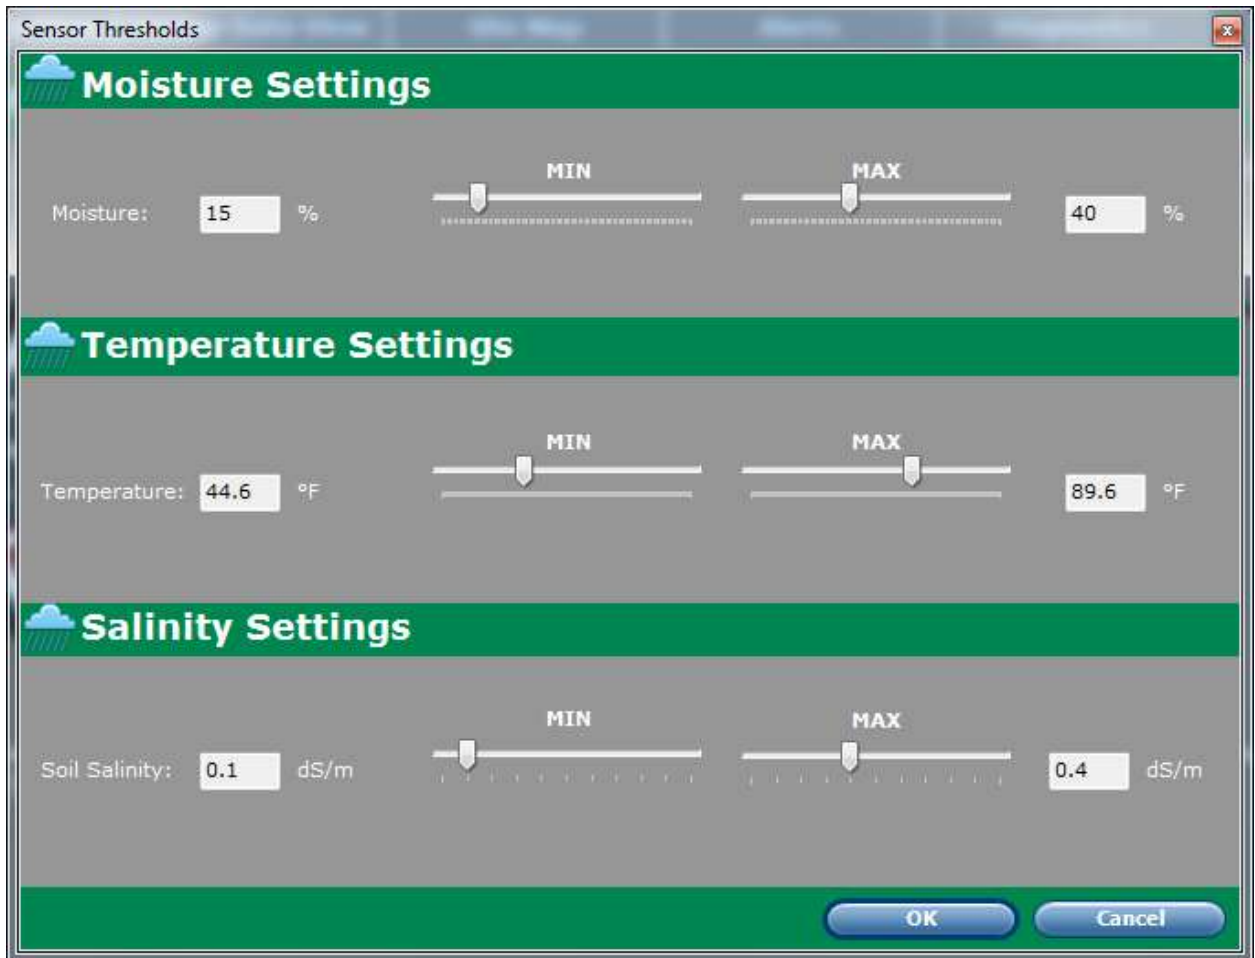 Sensor Thresholds
Moisture Settings
MIN MAX
Moisture: 15 % 40 %
Temperature Settings
MIN MAX
Temperature: 44.6 °F 89.6 °F
Salinity Settings
MIN MAX
Soil Salinity: 0.1 dS/m 0.4 dS/m
OK Cancel